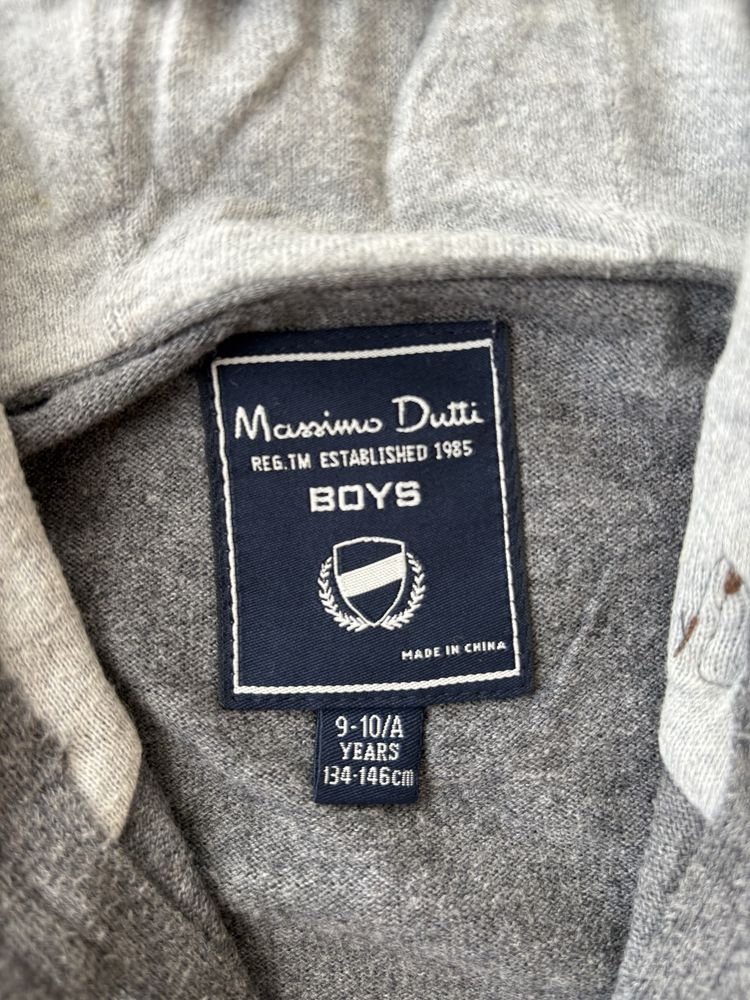 Massimo Dutti
REG.TM ESTABLISHED 1985
BOYS
MADE IN CHINA
9-10/A
YEARS
134-146cm